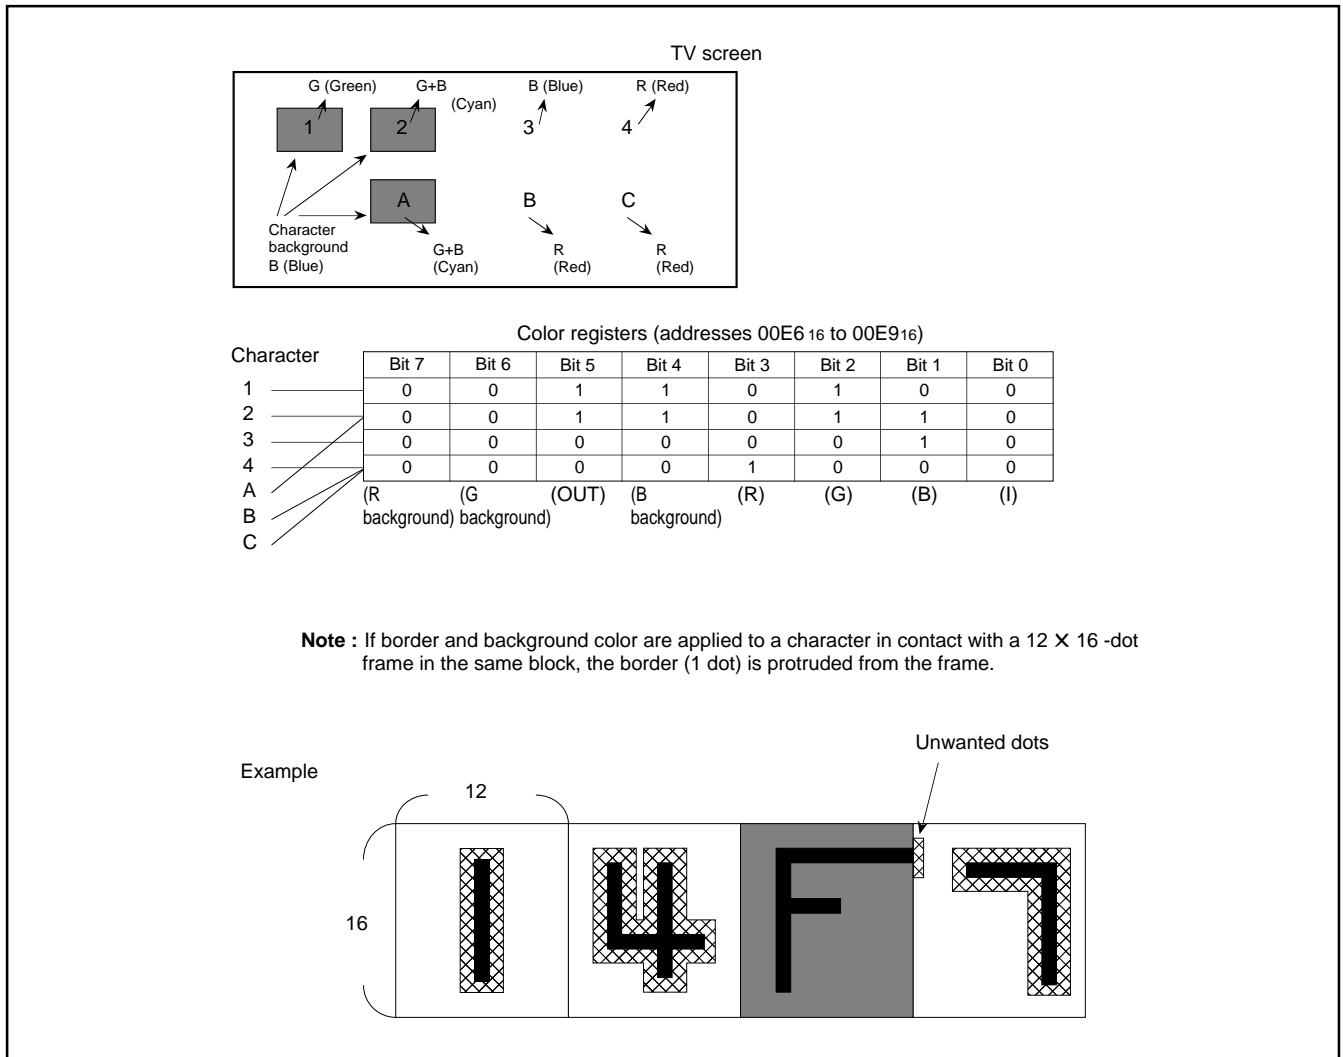 TV screen
G (Green) G+B (Cyan) B (Blue) R (Red)
1 2 3 4
A B C
Character
background
B (Blue)
G+B
(Cyan)
R
(Red)
R
(Red)
Color registers (addresses 00E6 16 to 00E916)
Character
Bit 7 Bit 6 Bit 5 Bit 4 Bit 3 Bit 2 Bit 1 Bit 0
1 0 0 1 1 0 1 0 0
2 0 0 1 1 0 1 1 0
3 0 0 0 0 0 0 1 0
4 0 0 0 0 1 0 0 0
A
B
C
(R background) (G background) (OUT) (B background) (R) (G) (B) (I)
Note : If border and background color are applied to a character in contact with a 12 × 16 -dot
frame in the same block, the border (1 dot) is protruded from the frame.
Unwanted dots
Example
12
16
1 4 F 7